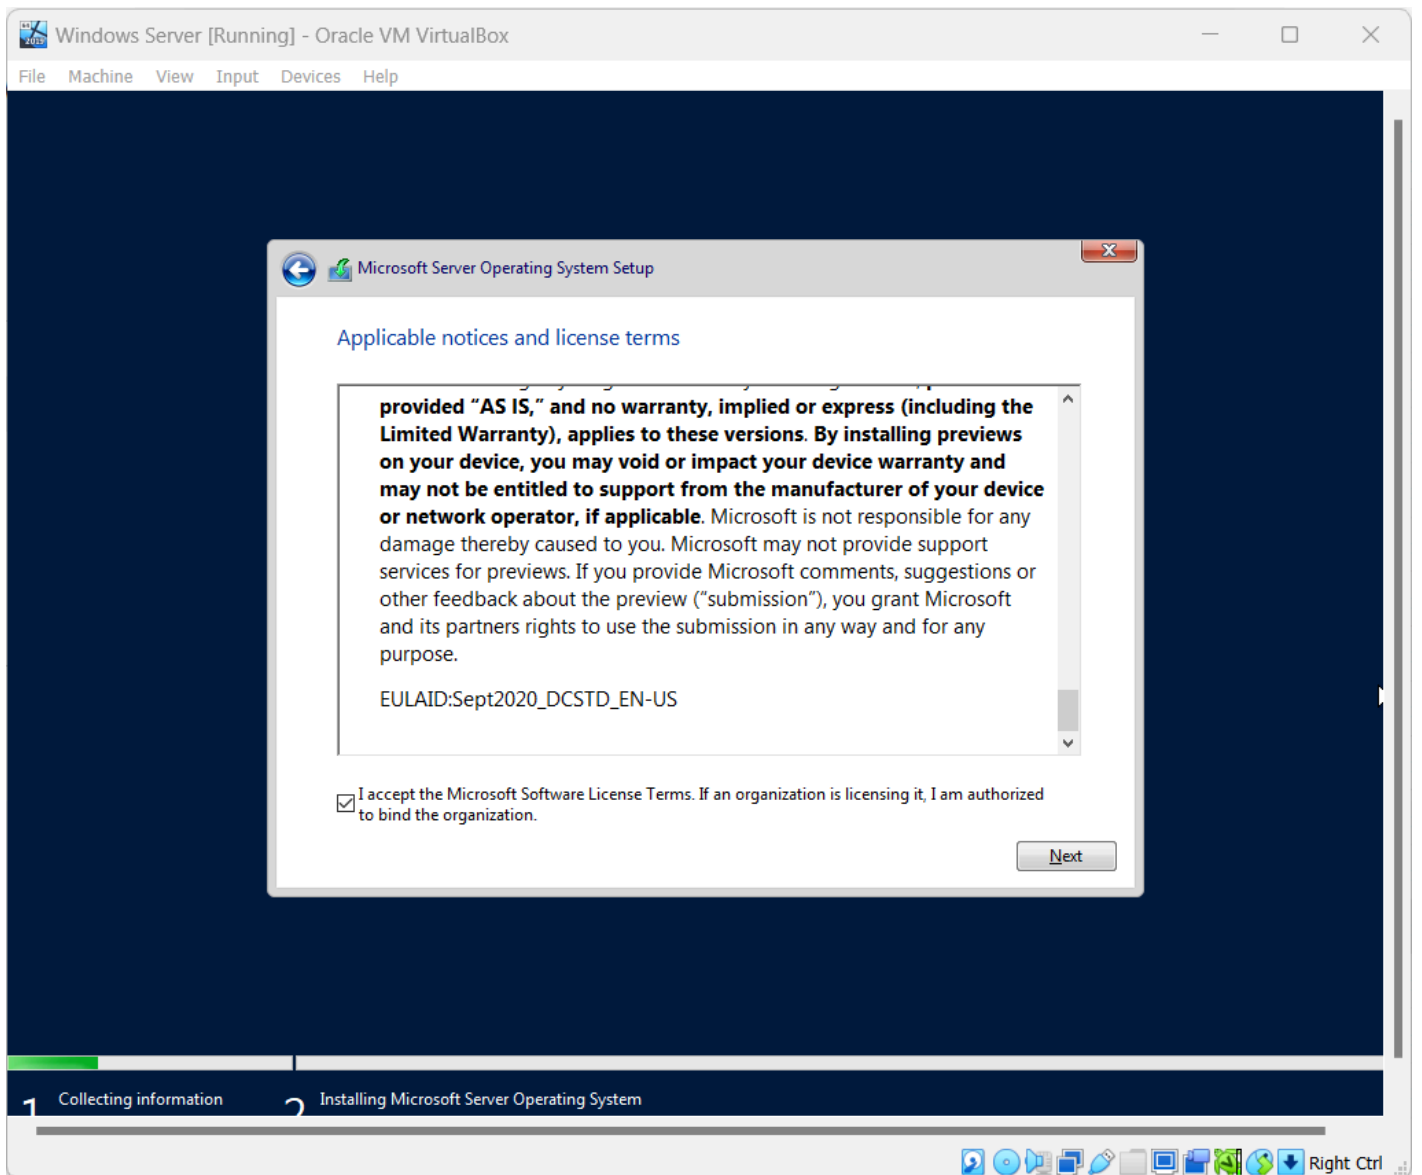 Windows Server [Running] - Oracle VM VirtualBox
File Machine View Input Devices Help
Microsoft Server Operating System Setup
Applicable notices and license terms
provided “AS IS,” and no warranty, implied or express (including the
Limited Warranty), applies to these versions. By installing previews
on your device, you may void or impact your device warranty and
may not be entitled to support from the manufacturer of your device
or network operator, if applicable. Microsoft is not responsible for any
damage thereby caused to you. Microsoft may not provide support
services for previews. If you provide Microsoft comments, suggestions or
other feedback about the preview (“submission”), you grant Microsoft
and its partners rights to use the submission in any way and for any
purpose.
EULAID:Sept2020_DCSTD_EN-US
I accept the Microsoft Software License Terms. If an organization is licensing it, I am authorized
to bind the organization.
Next
1 Collecting information 2 Installing Microsoft Server Operating System
Right Ctrl